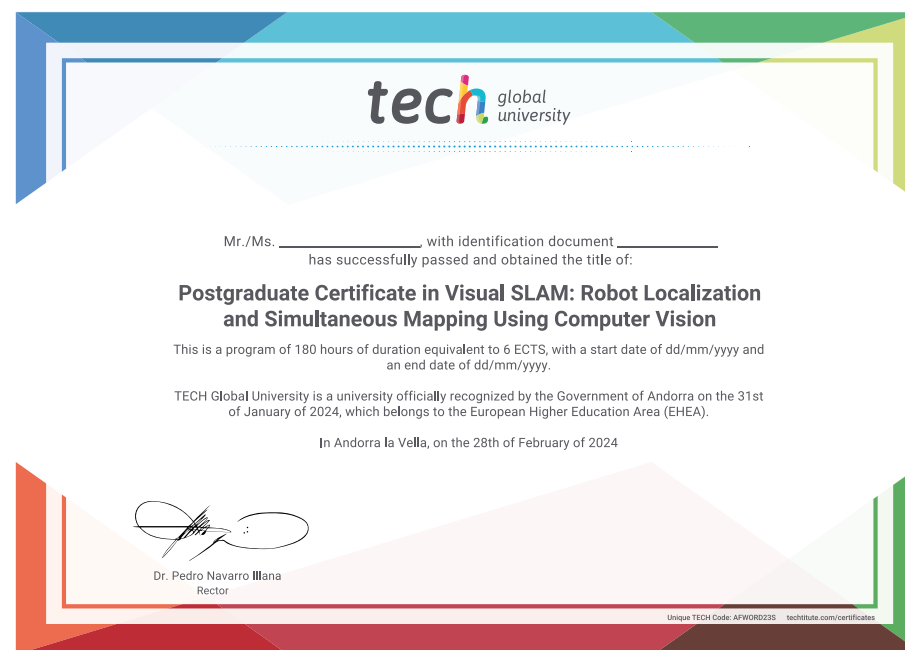 tech global university
Mr./Ms. ____________, with identification document ____________
has successfully passed and obtained the title of:
Postgraduate Certificate in Visual SLAM: Robot Localization
and Simultaneous Mapping Using Computer Vision
This is a program of 180 hours of duration equivalent to 6 ECTS, with a start date of dd/mm/yyyy and
an end date of dd/mm/yyyy.
TECH Global University is a university officially recognized by the Government of Andorra on the 31st
of January of 2024, which belongs to the European Higher Education Area (EHEA).
In Andorra la Vella, on the 28th of February of 2024
Dr. Pedro Navarro Illana
Rector
Unique TECH Code: AFWORD23S techtitute.com/certificates